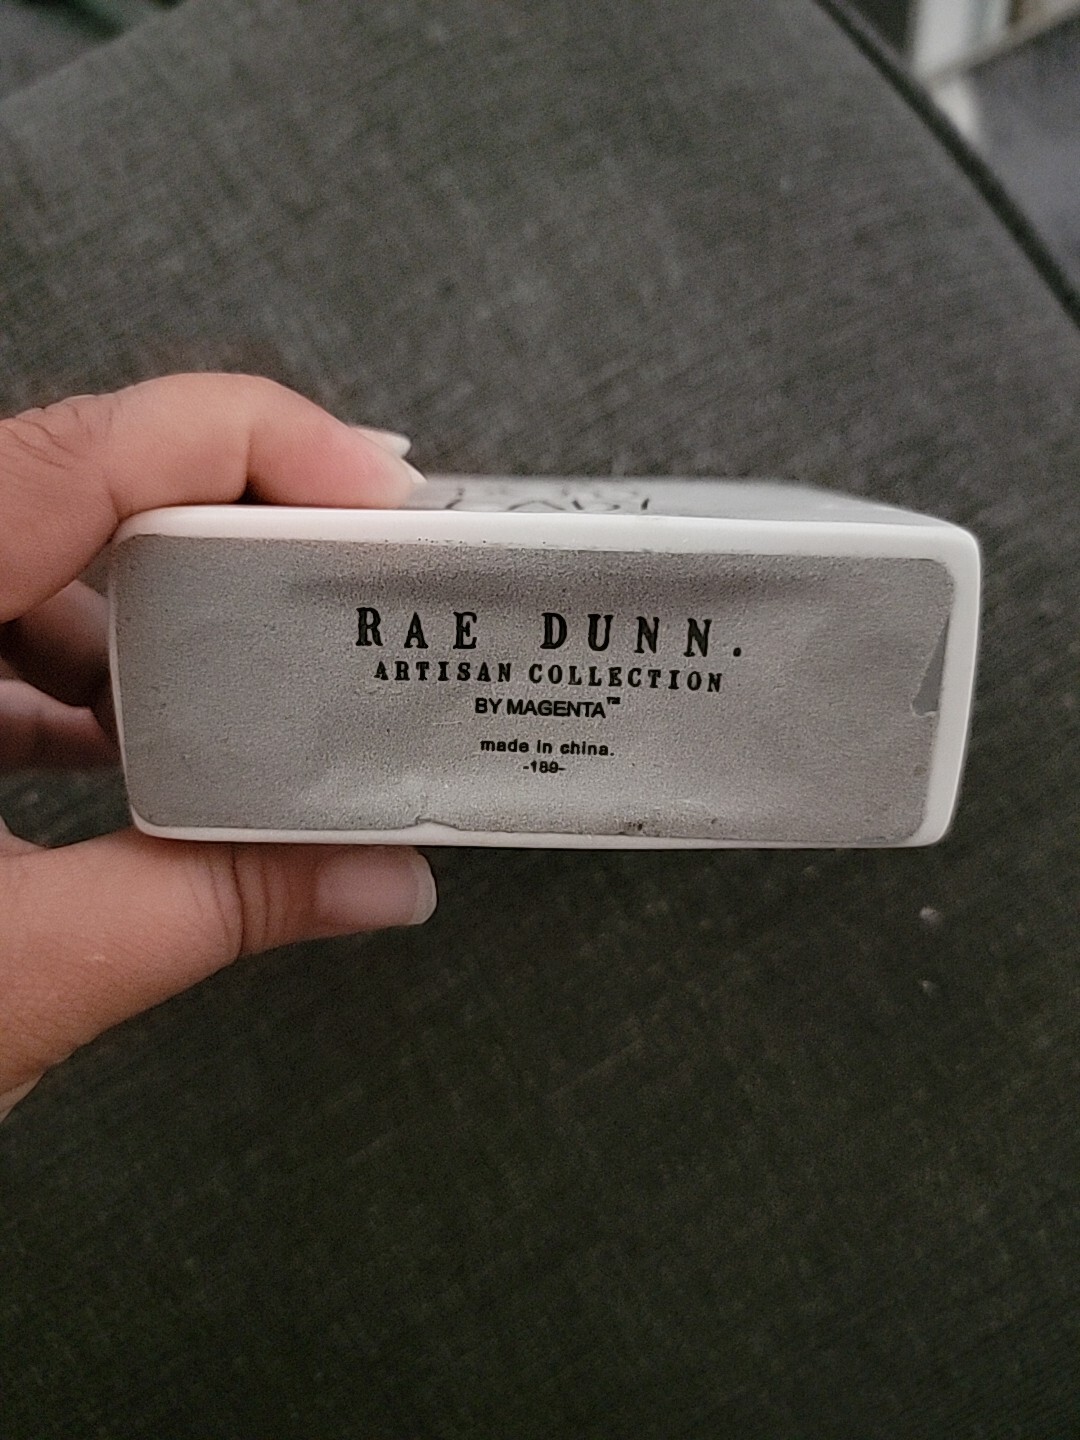 RAE DUNN.
ARTISAN COLLECTION
BY MAGENTA™
made in china.
-189-